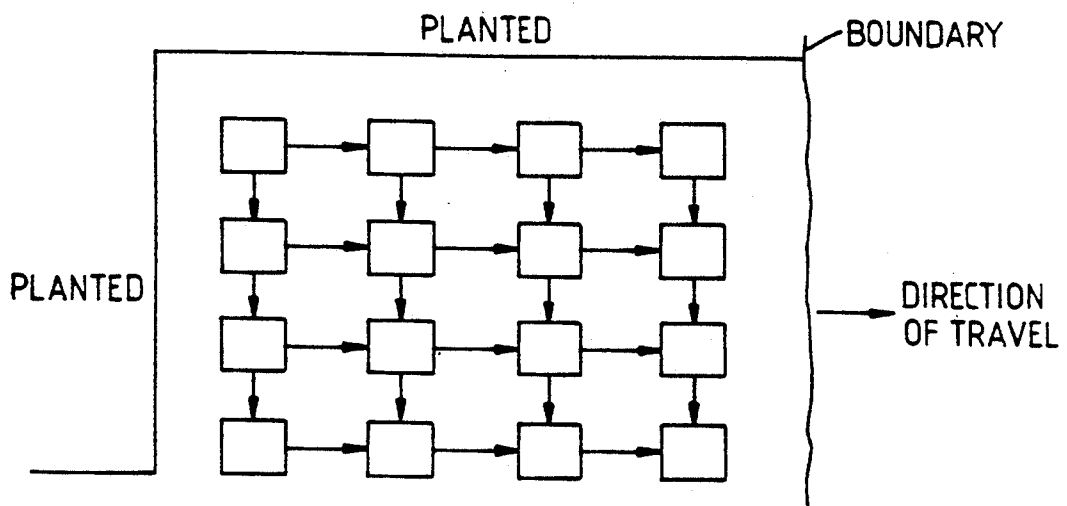 PLANTED
BOUNDARY
PLANTED
DIRECTION
OF TRAVEL